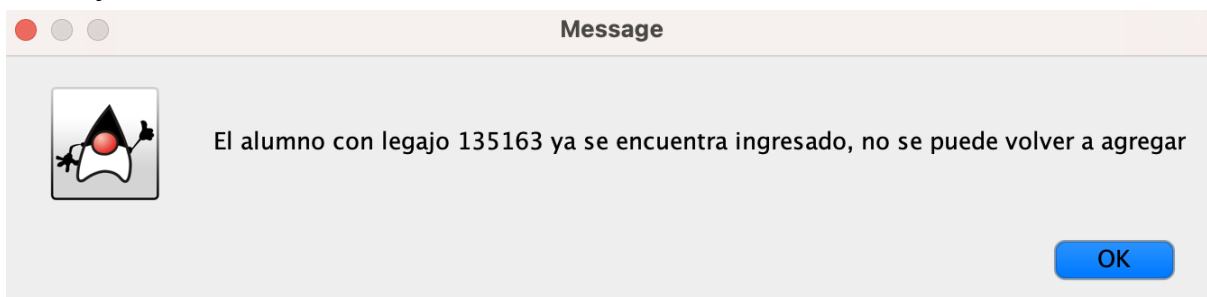 Message
El alumno con legajo 135163 ya se encuentra ingresado, no se puede volver a agregar
OK